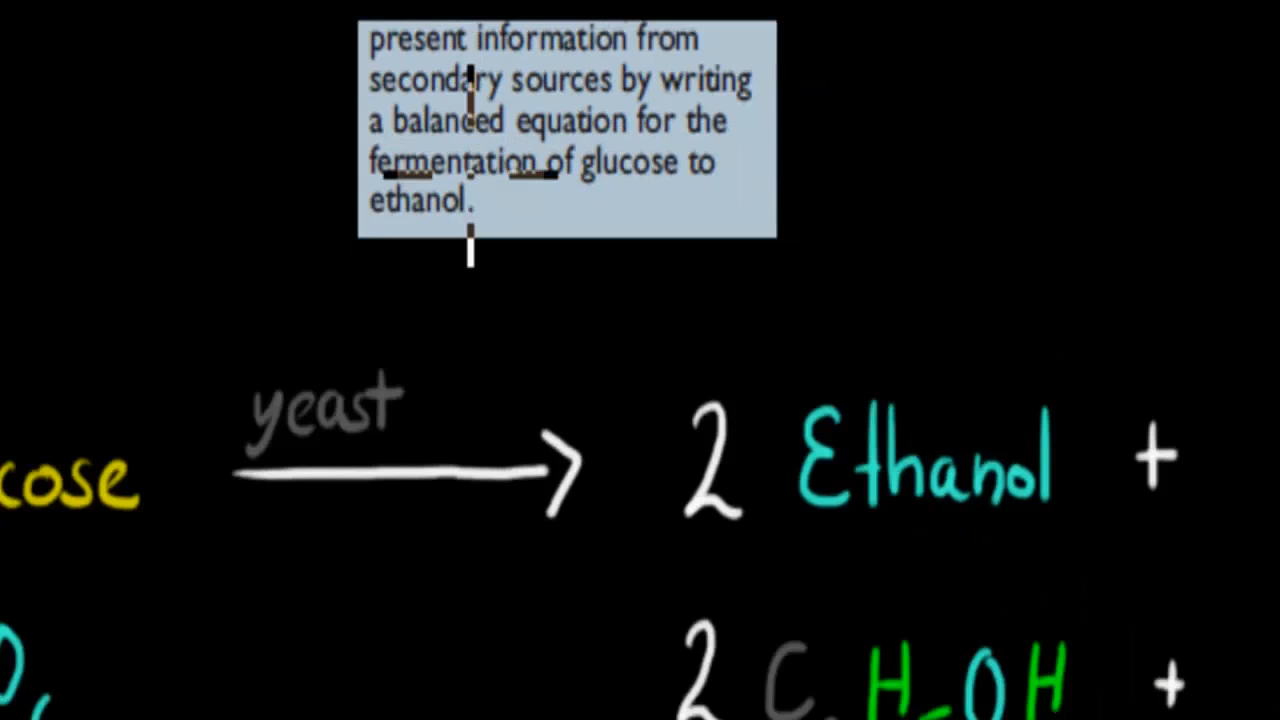 present information from
secondary sources by writing
a balanced equation for the
fermentation of glucose to
ethanol.
yeast
cose → 2 Ethanol +
2 C H OH +